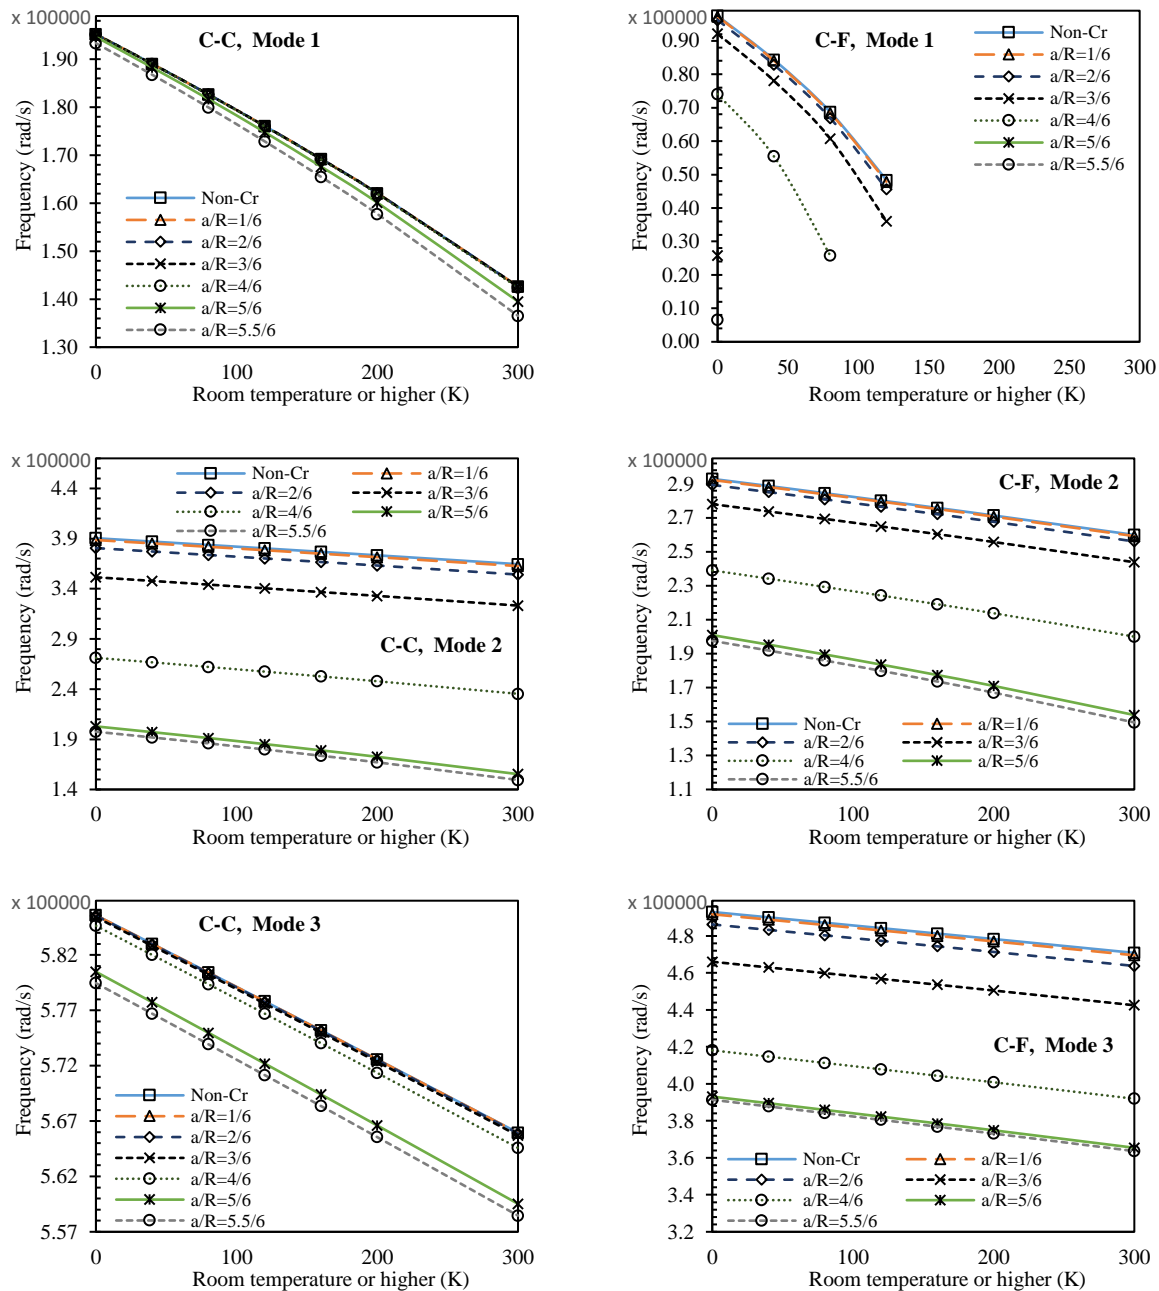 x 100000
C-C, Mode 1
1.90
1.80
1.70
1.60
1.50
1.40
1.30
Frequency (rad/s)
Non-Cr
a/R=1/6
a/R=2/6
a/R=3/6
a/R=4/6
a/R=5/6
a/R=5.5/6
0
100
200
300
Room temperature or higher (K)
x 100000
C-F, Mode 1
0.90
0.80
0.70
0.60
0.50
0.40
0.30
0.20
0.10
0.00
Frequency (rad/s)
Non-Cr
a/R=1/6
a/R=2/6
a/R=3/6
a/R=4/6
a/R=5/6
a/R=5.5/6
0
50
100
150
200
250
300
Room temperature or higher (K)
x 100000
Non-Cr
a/R=1/6
a/R=2/6
a/R=3/6
a/R=4/6
a/R=5/6
a/R=5.5/6
4.4
3.9
3.4
2.9
2.4
1.9
1.4
Frequency (rad/s)
C-C, Mode 2
0
100
200
300
Room temperature or higher (K)
x 100000
C-F, Mode 2
2.9
2.7
2.5
2.3
2.1
1.9
1.7
1.5
1.3
1.1
Frequency (rad/s)
Non-Cr
a/R=1/6
a/R=2/6
a/R=3/6
a/R=4/6
a/R=5/6
a/R=5.5/6
0
100
200
300
Room temperature or higher (K)
x 100000
C-C, Mode 3
5.82
5.77
5.72
5.67
5.62
5.57
Frequency (rad/s)
Non-Cr
a/R=1/6
a/R=2/6
a/R=3/6
a/R=4/6
a/R=5/6
a/R=5.5/6
0
100
200
300
Room temperature or higher (K)
x 100000
4.8
4.6
4.4
4.2
4.0
3.8
3.6
3.4
3.2
Frequency (rad/s)
C-F, Mode 3
Non-Cr
a/R=1/6
a/R=2/6
a/R=3/6
a/R=4/6
a/R=5/6
a/R=5.5/6
0
100
200
300
Room temperature or higher (K)